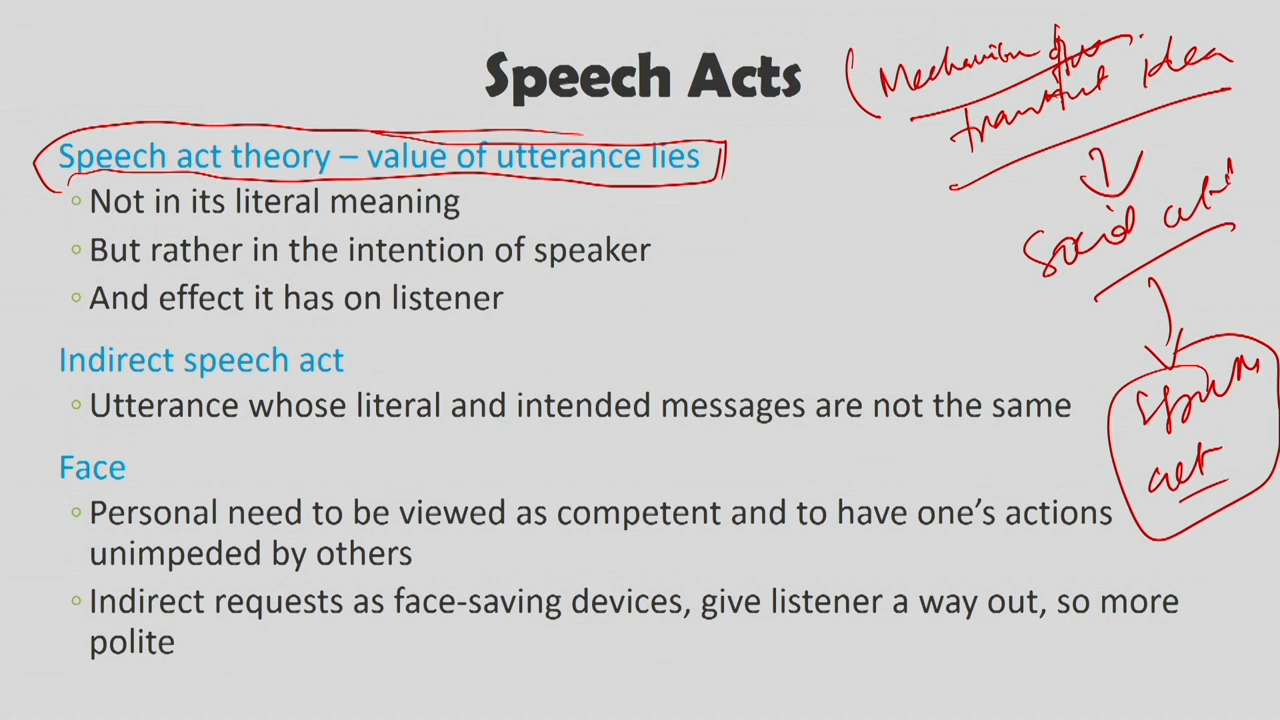 Speech Acts
Mechanism of
transfer idea
Speech act theory – value of utterance lies
◦ Not in its literal meaning
◦ But rather in the intention of speaker
◦ And effect it has on listener
Social
Indirect speech act
◦ Utterance whose literal and intended messages are not the same
Speech
act
Face
◦ Personal need to be viewed as competent and to have one’s actions
unimpeded by others
◦ Indirect requests as face-saving devices, give listener a way out, so more
polite